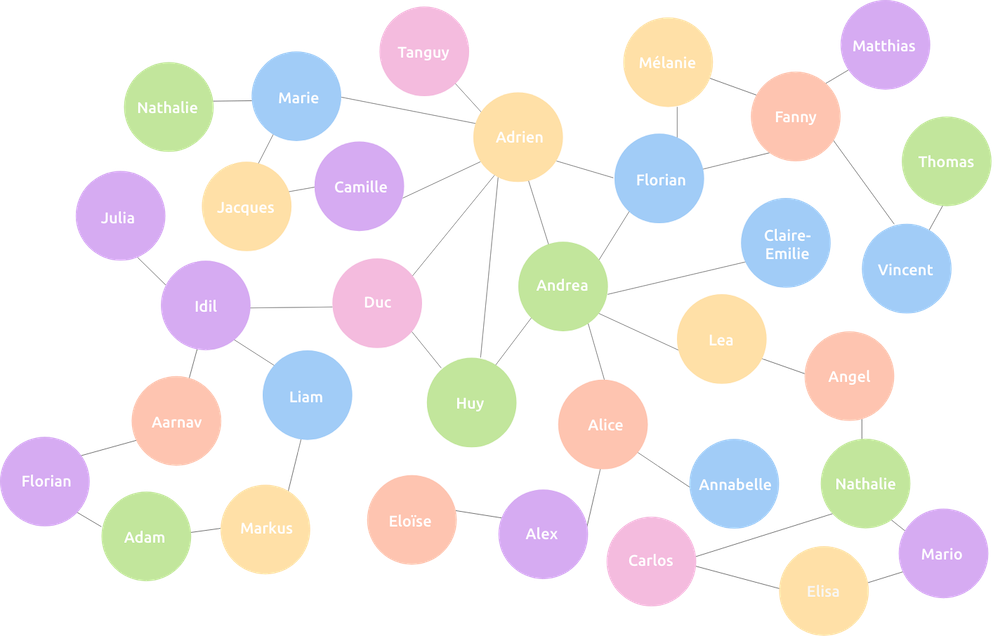 Tanguy
Matthias
Mélanie
Nathalie
Marie
Fanny
Adrien
Thomas
Camille
Florian
Jacques
Julia
Claire-
Emilie
Vincent
Andrea
Duc
Idil
Lea
Angel
Liam
Huy
Aarnav
Alice
Florian
Annabelle
Nathalie
Eloïse
Markus
Alex
Adam
Mario
Carlos
Elisa